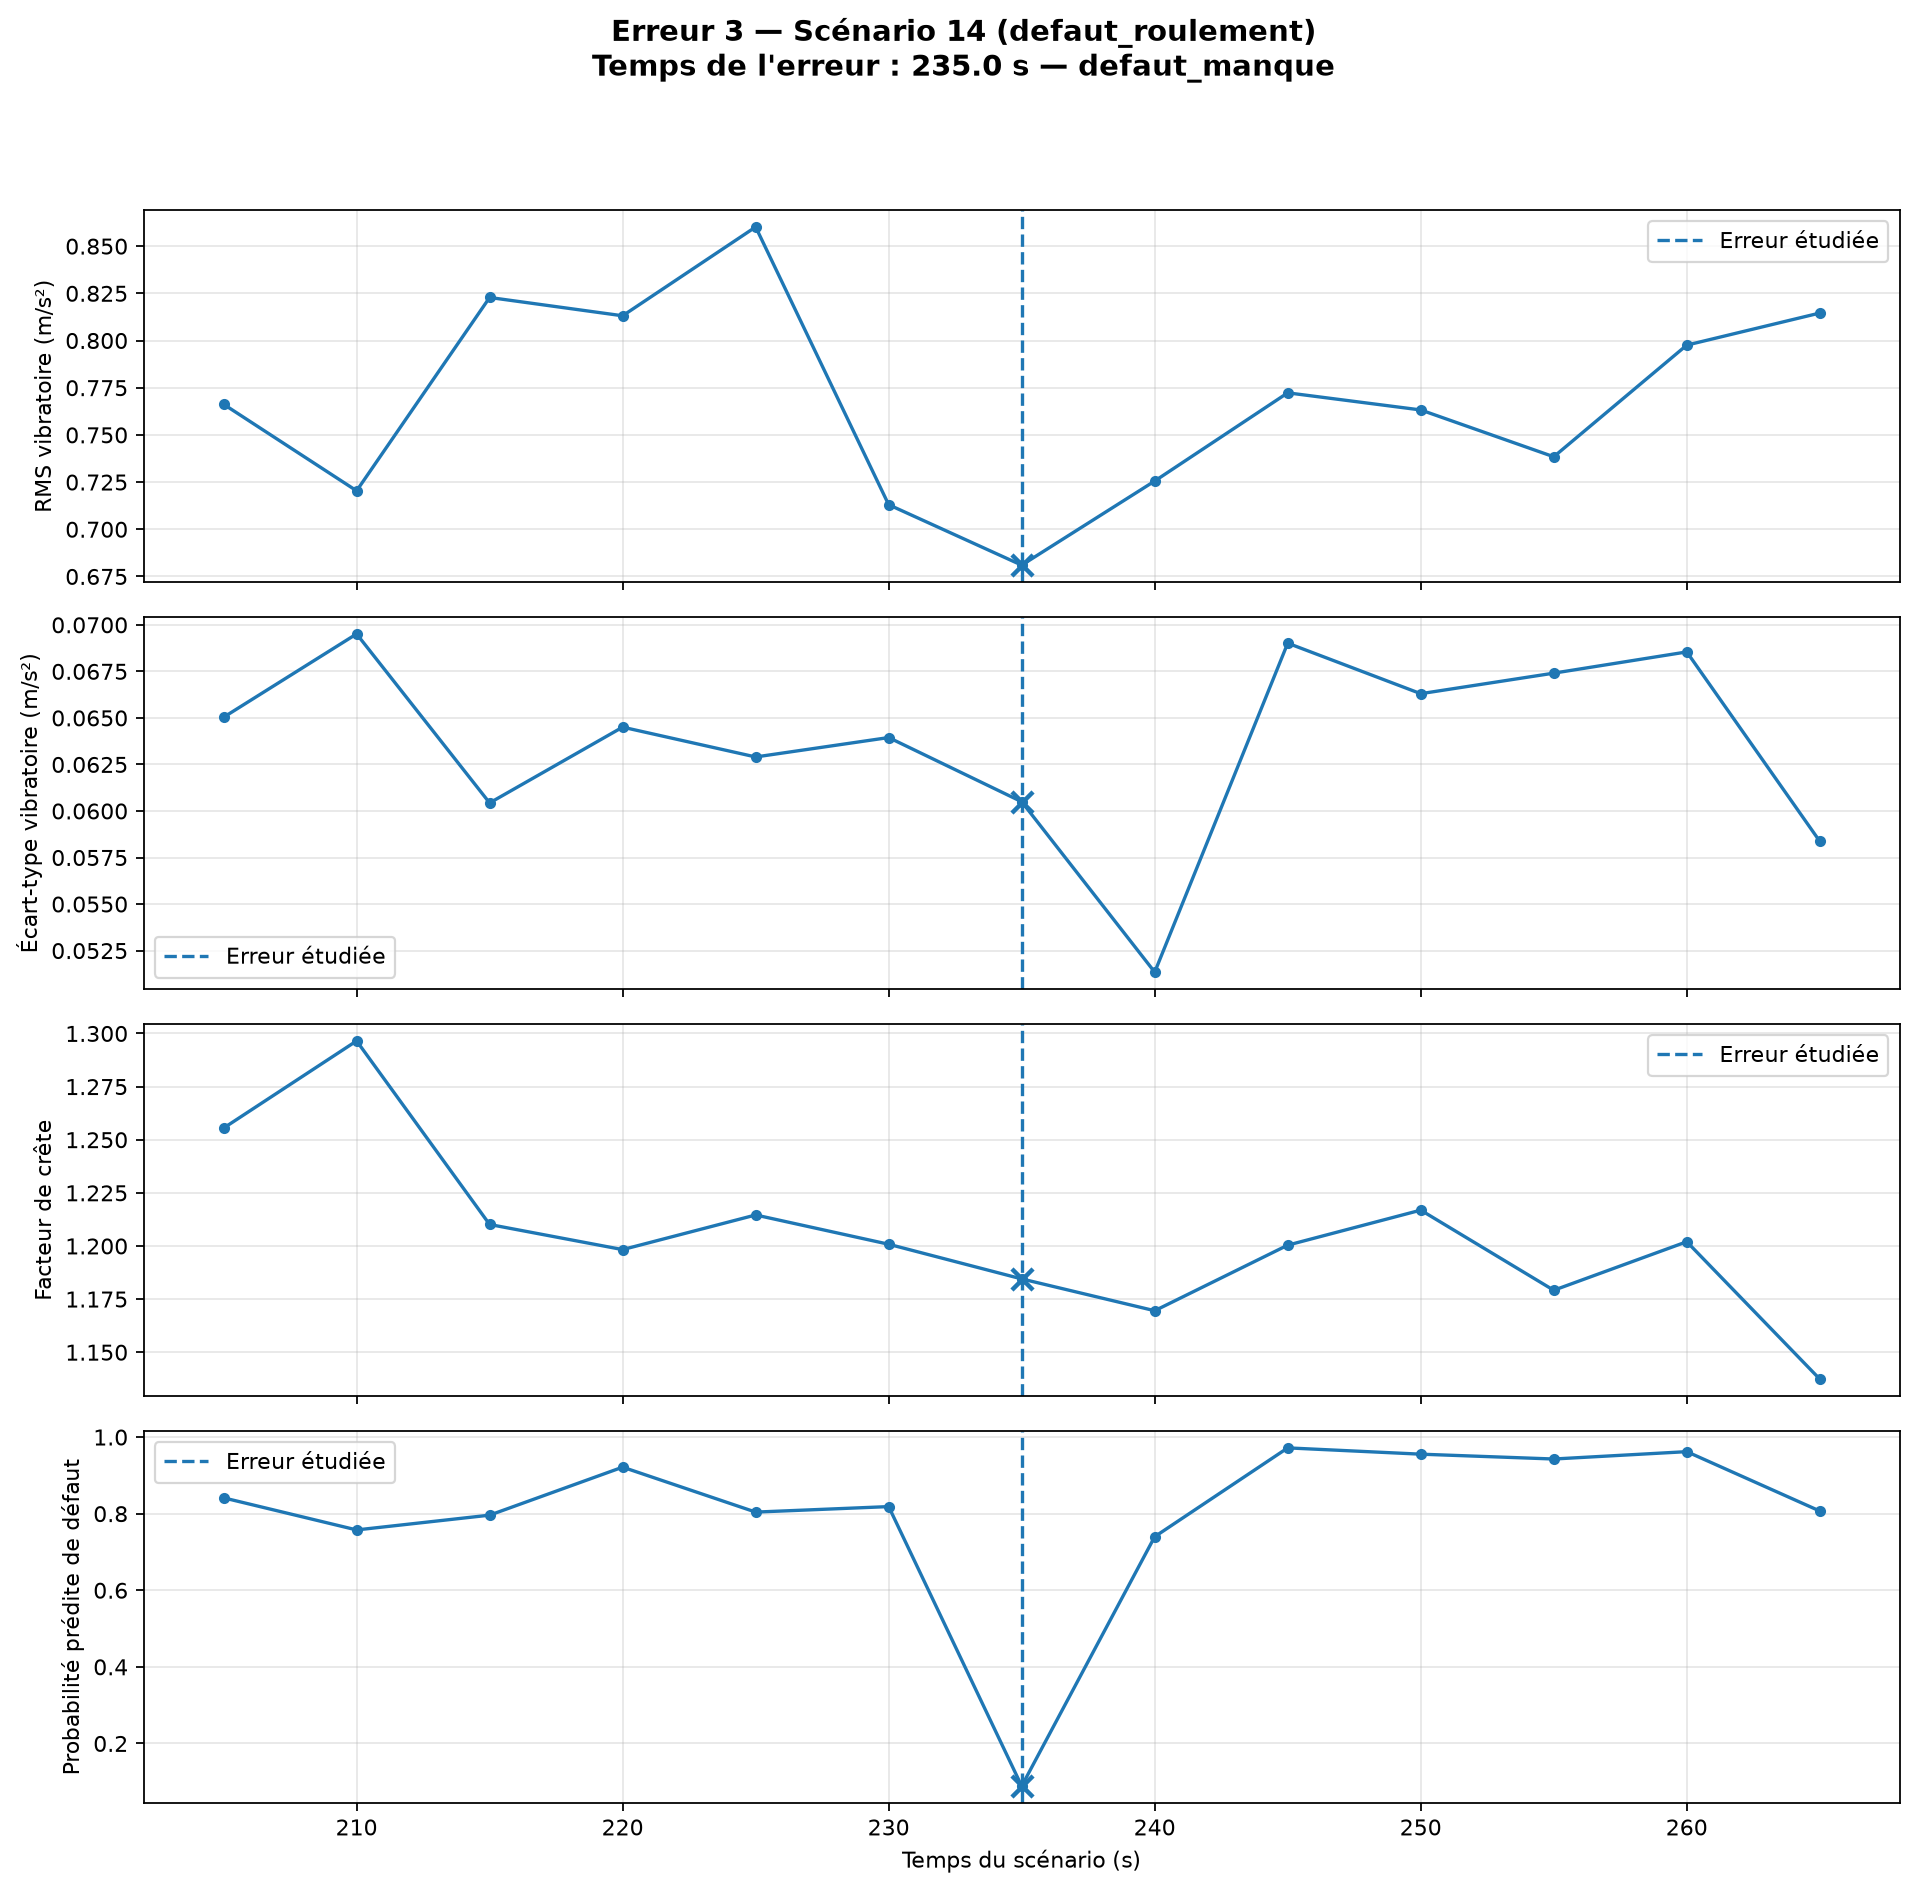 Erreur 3 — Scénario 14 (defaut_roulement)
Temps de l'erreur : 235.0 s — defaut_manque
RMS vibratoire (m/s²)
0.850
0.825
0.800
0.775
0.750
0.725
0.700
0.675
Erreur étudiée
Écart-type vibratoire (m/s²)
0.0700
0.0675
0.0650
0.0625
0.0600
0.0575
0.0550
0.0525
Erreur étudiée
Facteur de crête
1.300
1.275
1.250
1.225
1.200
1.175
1.150
Erreur étudiée
Probabilité prédite de défaut
1.0
0.8
0.6
0.4
0.2
Erreur étudiée
210 220 230 240 250 260
Temps du scénario (s)